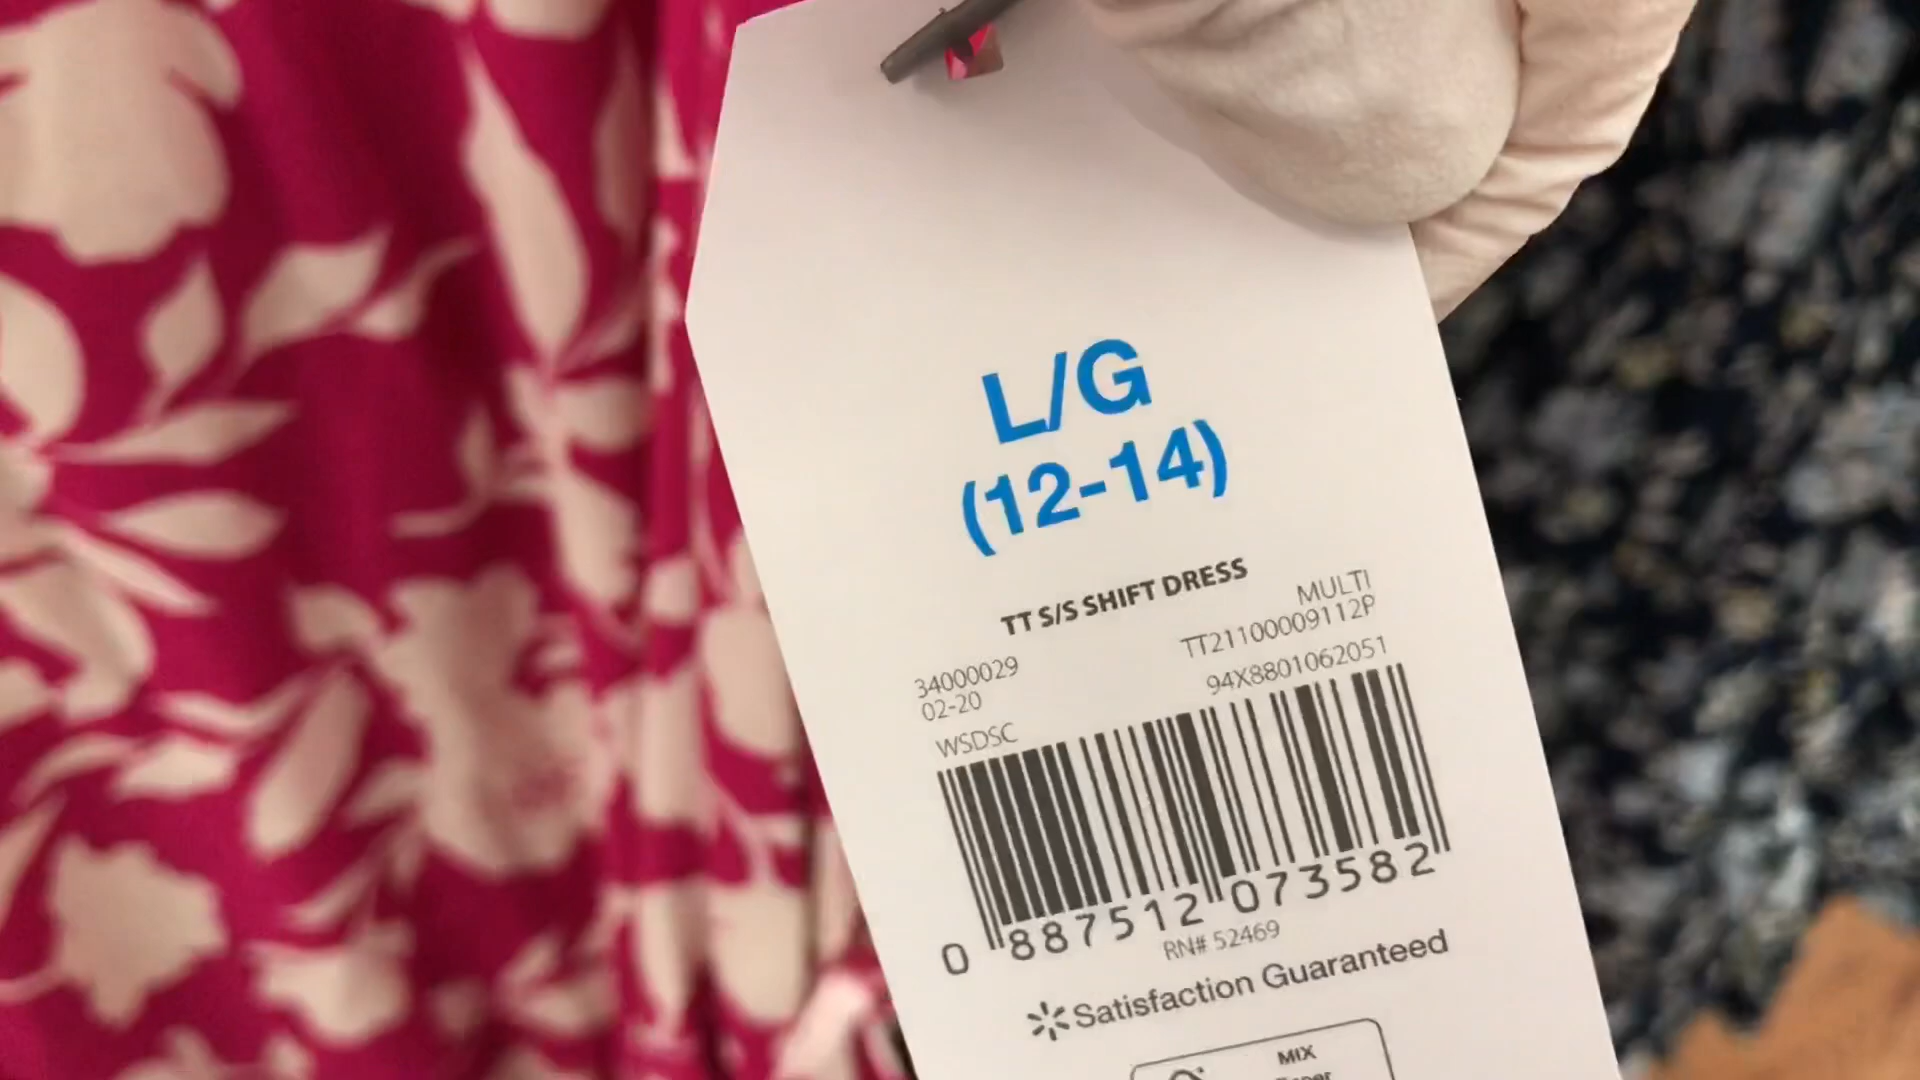 L/G
(12-14)
TT S/S SHIFT DRESS
MULTI
34000029 TT21100009112P
02-20 94X8801062051
WSDSC
0 887512 073582
RN# 52469
Satisfaction Guaranteed
MIX